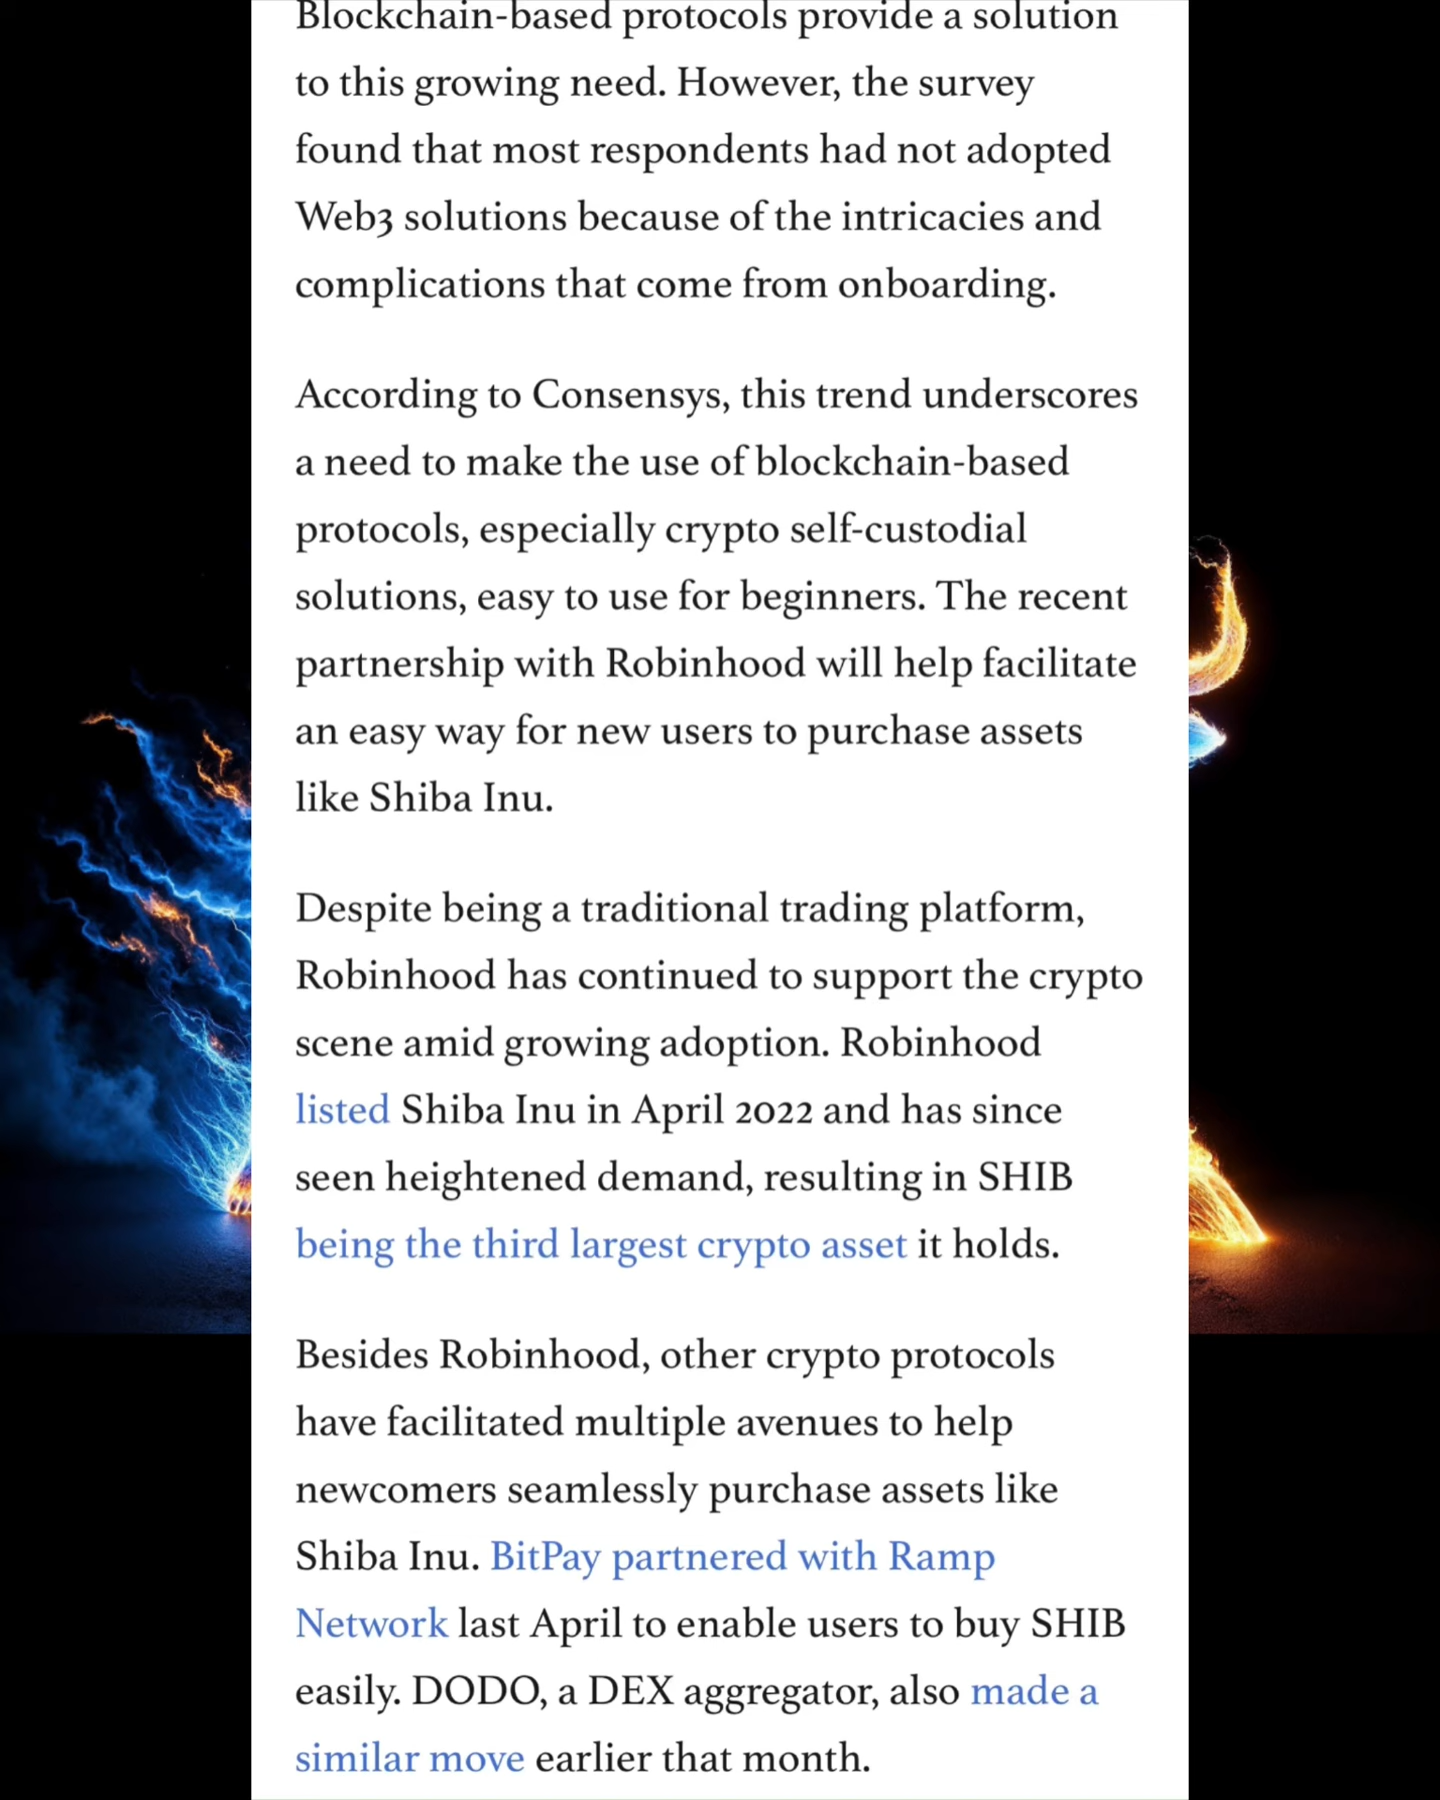 Blockchain-based protocols provide a solution
to this growing need. However, the survey
found that most respondents had not adopted
Web3 solutions because of the intricacies and
complications that come from onboarding.
According to Consensys, this trend underscores
a need to make the use of blockchain-based
protocols, especially crypto self-custodial
solutions, easy to use for beginners. The recent
partnership with Robinhood will help facilitate
an easy way for new users to purchase assets
like Shiba Inu.
Despite being a traditional trading platform,
Robinhood has continued to support the crypto
scene amid growing adoption. Robinhood
listed Shiba Inu in April 2022 and has since
seen heightened demand, resulting in SHIB
being the third largest crypto asset it holds.
Besides Robinhood, other crypto protocols
have facilitated multiple avenues to help
newcomers seamlessly purchase assets like
Shiba Inu. BitPay partnered with Ramp
Network last April to enable users to buy SHIB
easily. DODO, a DEX aggregator, also made a
similar move earlier that month.